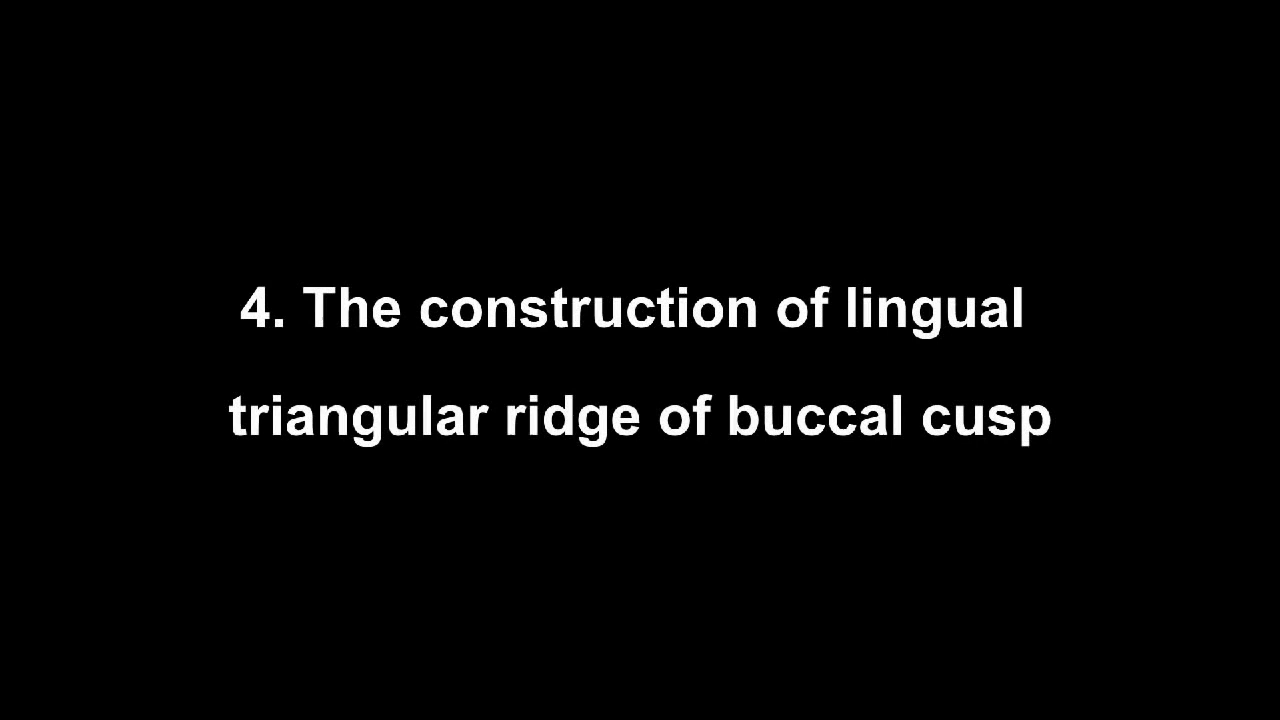 4. The construction of lingual
triangular ridge of buccal cusp